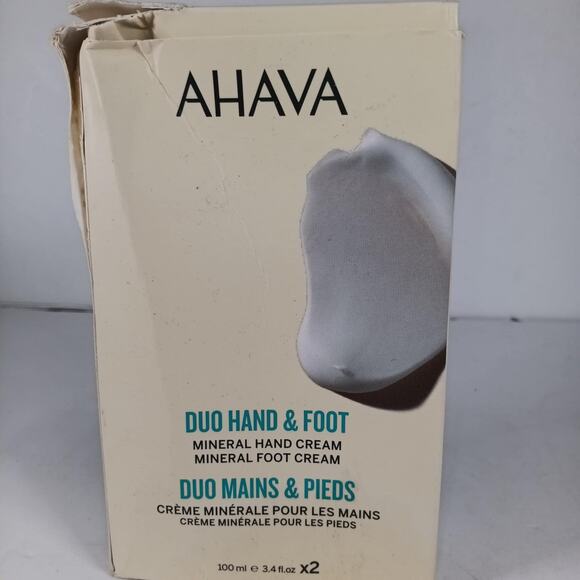 AHAVA
DUO HAND & FOOT
MINERAL HAND CREAM
MINERAL FOOT CREAM
DUO MAINS & PIEDS
CRÈME MINÉRALE POUR LES MAINS
CRÈME MINÉRALE POUR LES PIEDS
100 ml ℮ 3.4 fl.oz x2